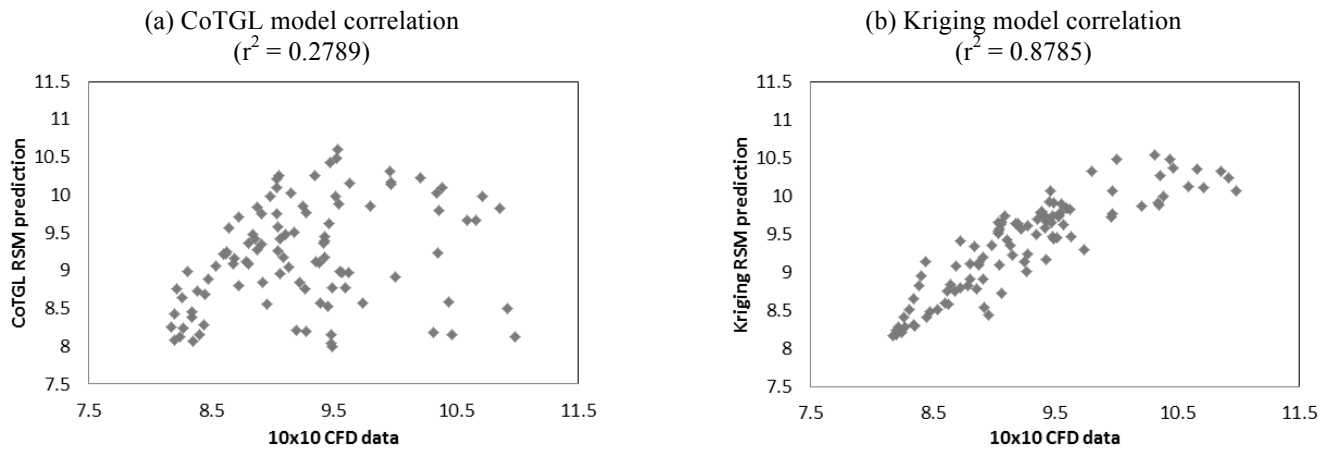 (a) CoTGL model correlation
(r² = 0.2789)
11.5
11
10.5
10
9.5
9
8.5
8
7.5
CoTGL RSM prediction
7.5 8.5 9.5 10.5 11.5
10x10 CFD data
(b) Kriging model correlation
(r² = 0.8785)
11.5
11
10.5
10
9.5
9
8.5
8
7.5
Kriging RSM prediction
7.5 8.5 9.5 10.5 11.5
10x10 CFD data